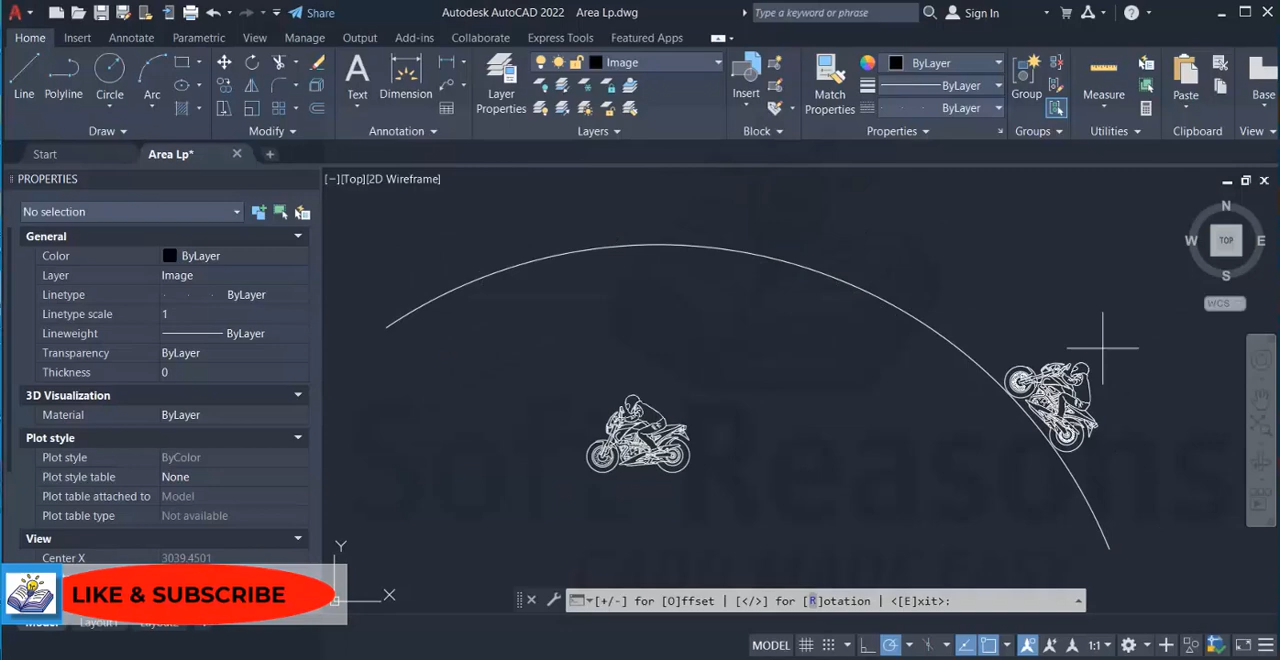 Share
Autodesk AutoCAD 2022 Area Lp.dwg
Type a keyword or phrase
Sign In
Home Insert Annotate Parametric View Manage Output Add-ins Collaborate Express Tools Featured Apps
Line Polyline Circle Arc
Draw
Modify
Text Dimension
Annotation
Layer Properties
Image
Layers
Insert
Block
Match Properties
ByLayer
ByLayer
ByLayer
Properties
Group
Groups
Measure
Utilities
Paste
Clipboard
Base
View
Start
Area Lp*
PROPERTIES
[−][Top][2D Wireframe]
No selection
General
Color ByLayer
Layer Image
Linetype ByLayer
Linetype scale 1
Lineweight ByLayer
Transparency ByLayer
Thickness 0
3D Visualization
Material ByLayer
Plot style
Plot style ByColor
Plot style table None
Plot table attached to Model
Plot table type Not available
View
Center X 3039.4501
N
W TOP E
S
WCS
Soft Reasons
Y
X
LIKE & SUBSCRIBE
[+/-] for [O]ffset | [</>] for [R]otation | <[E]xit>:
Model Layout1
MODEL
1:1